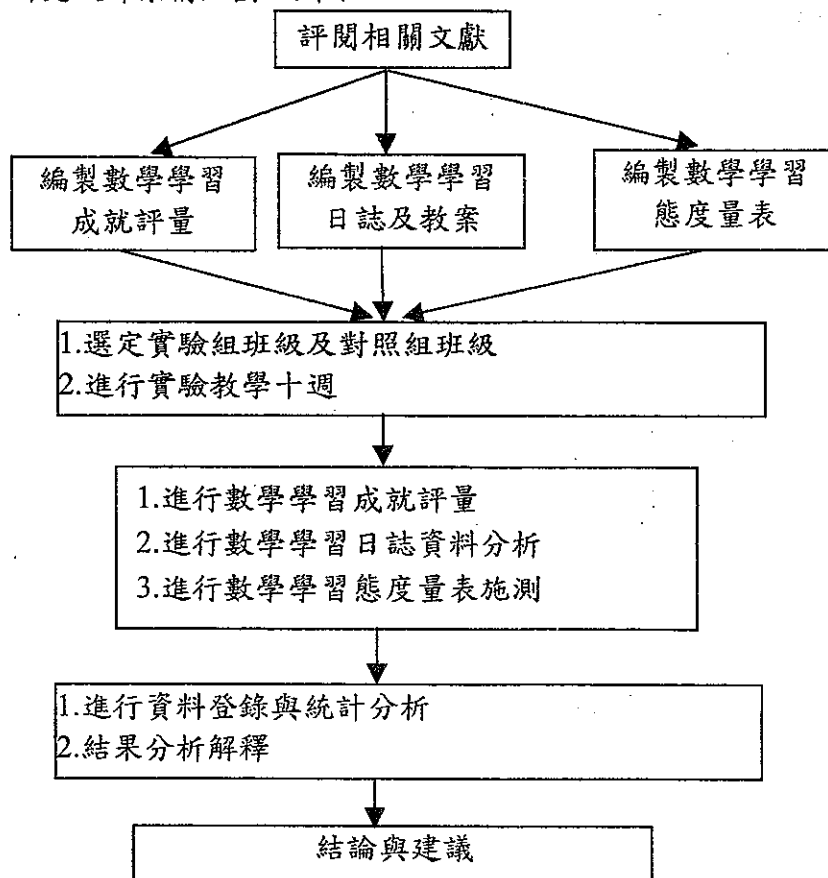 評閱相關文獻
編製數學學習
成就評量
編製數學學習
日誌及教案
編製數學學習
態度量表
1.選定實驗組班級及對照組班級
2.進行實驗教學十週
1.進行數學學習成就評量
2.進行數學學習日誌資料分析
3.進行數學學習態度量表施測
1.進行資料登錄與統計分析
2.結果分析解釋
結論與建議